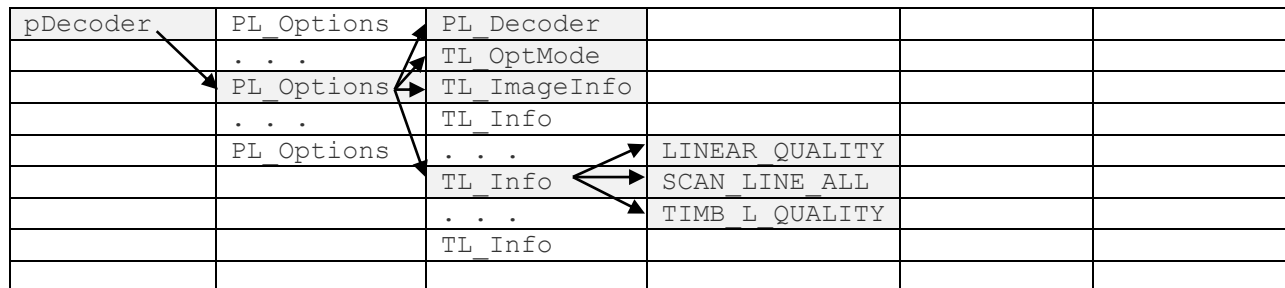 pDecoder PL_Options PL_Decoder
. . . TL_OptMode
PL_Options TL_ImageInfo
. . . TL_Info
PL_Options . . . LINEAR_QUALITY
TL_Info SCAN_LINE_ALL
. . . TIMB_L_QUALITY
TL_Info